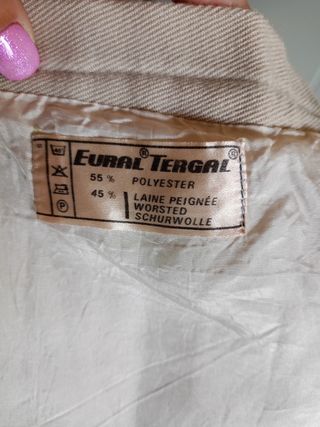 EURAL® TERGAL®
55 % POLYESTER
45 % LAINE PEIGNÉE
WORSTED
SCHURWOLLE
P